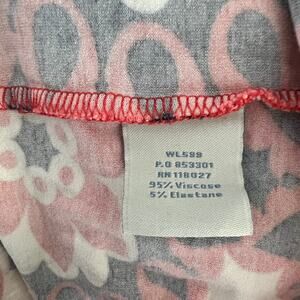 WL599
P.O 853301
RN 118027
95% Viscose
5% Elastane